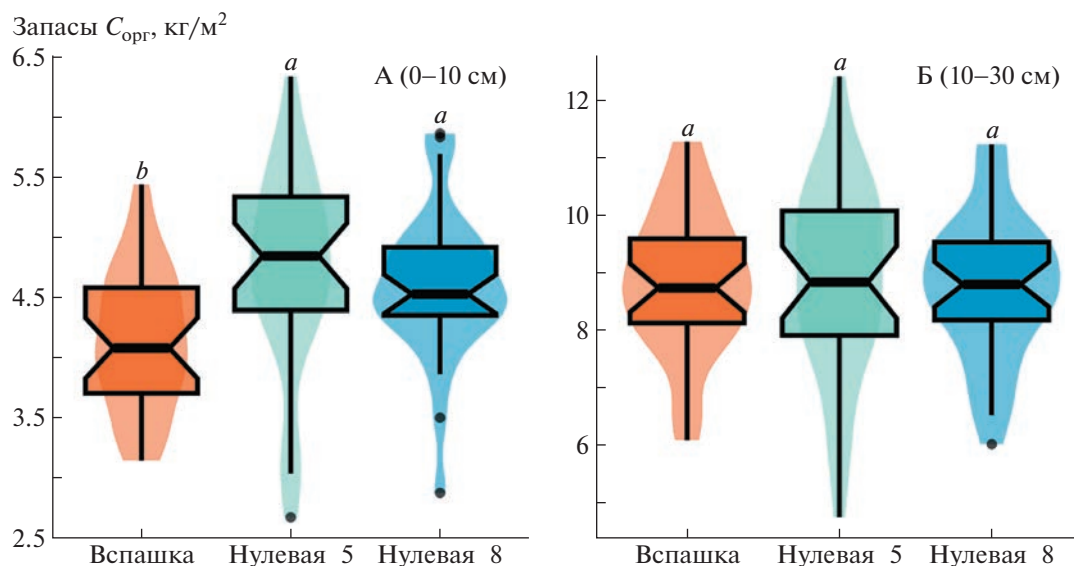 Запасы Cорг, кг/м²
А (0–10 см)
Б (10–30 см)
6.5
5.5
4.5
3.5
2.5
b
a
a
Вспашка Нулевая 5 Нулевая 8
12
10
8
6
a
a
a
Вспашка Нулевая 5 Нулевая 8